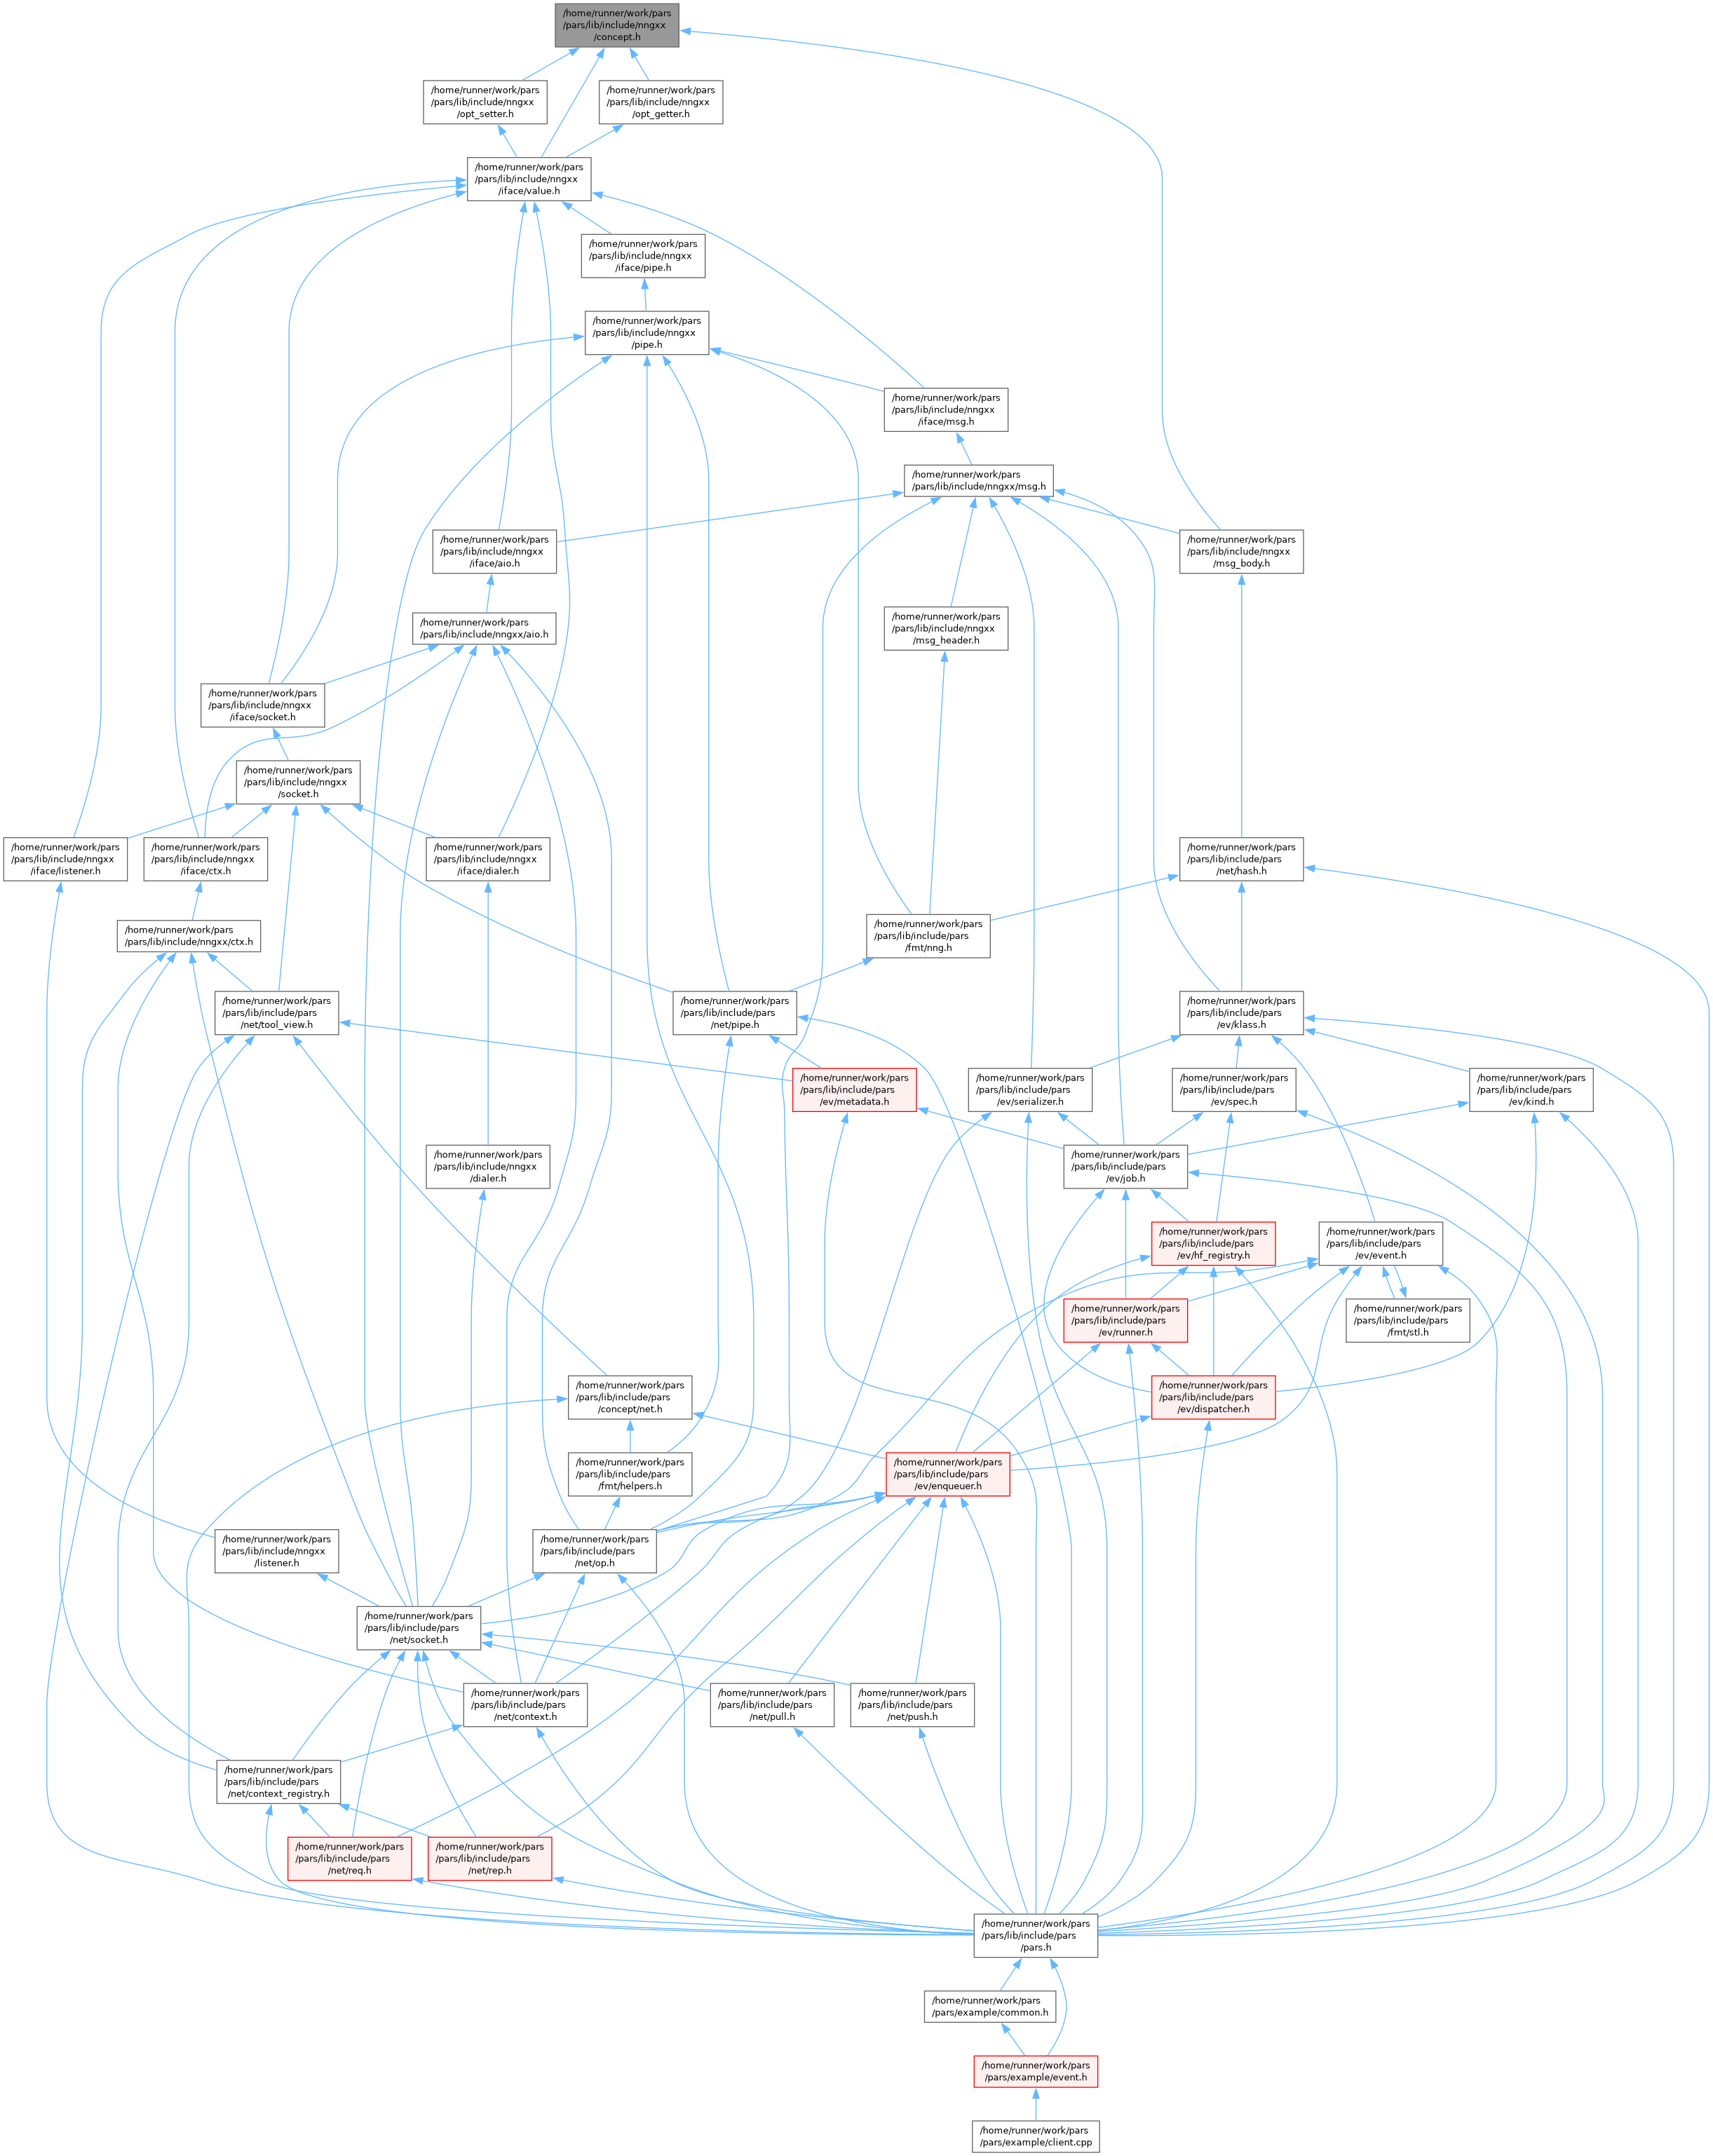 /home/runner/work/pars
/pars/lib/include/nngxx
/concept.h
/home/runner/work/pars
/pars/lib/include/nngxx
/opt_setter.h
/home/runner/work/pars
/pars/lib/include/nngxx
/opt_getter.h
/home/runner/work/pars
/pars/lib/include/nngxx
/iface/value.h
/home/runner/work/pars
/pars/lib/include/nngxx
/iface/pipe.h
/home/runner/work/pars
/pars/lib/include/nngxx
/pipe.h
/home/runner/work/pars
/pars/lib/include/nngxx
/iface/msg.h
/home/runner/work/pars
/pars/lib/include/nngxx/msg.h
/home/runner/work/pars
/pars/lib/include/nngxx
/iface/aio.h
/home/runner/work/pars
/pars/lib/include/nngxx
/msg_body.h
/home/runner/work/pars
/pars/lib/include/nngxx/aio.h
/home/runner/work/pars
/pars/lib/include/nngxx
/msg_header.h
/home/runner/work/pars
/pars/lib/include/nngxx
/iface/socket.h
/home/runner/work/pars
/pars/lib/include/nngxx
/socket.h
/home/runner/work/pars
/pars/lib/include/nngxx
/iface/listener.h
/home/runner/work/pars
/pars/lib/include/nngxx
/iface/ctx.h
/home/runner/work/pars
/pars/lib/include/nngxx
/iface/dialer.h
/home/runner/work/pars
/pars/lib/include/pars
/net/hash.h
/home/runner/work/pars
/pars/lib/include/nngxx/ctx.h
/home/runner/work/pars
/pars/lib/include/pars
/fmt/nng.h
/home/runner/work/pars
/pars/lib/include/pars
/net/tool_view.h
/home/runner/work/pars
/pars/lib/include/pars
/net/pipe.h
/home/runner/work/pars
/pars/lib/include/pars
/ev/klass.h
/home/runner/work/pars
/pars/lib/include/pars
/ev/metadata.h
/home/runner/work/pars
/pars/lib/include/pars
/ev/serializer.h
/home/runner/work/pars
/pars/lib/include/pars
/ev/spec.h
/home/runner/work/pars
/pars/lib/include/pars
/ev/kind.h
/home/runner/work/pars
/pars/lib/include/nngxx
/dialer.h
/home/runner/work/pars
/pars/lib/include/pars
/ev/job.h
/home/runner/work/pars
/pars/lib/include/pars
/ev/hf_registry.h
/home/runner/work/pars
/pars/lib/include/pars
/ev/event.h
/home/runner/work/pars
/pars/lib/include/pars
/ev/runner.h
/home/runner/work/pars
/pars/lib/include/pars
/fmt/stl.h
/home/runner/work/pars
/pars/lib/include/pars
/concept/net.h
/home/runner/work/pars
/pars/lib/include/pars
/ev/dispatcher.h
/home/runner/work/pars
/pars/lib/include/pars
/fmt/helpers.h
/home/runner/work/pars
/pars/lib/include/pars
/ev/enqueuer.h
/home/runner/work/pars
/pars/lib/include/nngxx
/listener.h
/home/runner/work/pars
/pars/lib/include/pars
/net/op.h
/home/runner/work/pars
/pars/lib/include/pars
/net/socket.h
/home/runner/work/pars
/pars/lib/include/pars
/net/context.h
/home/runner/work/pars
/pars/lib/include/pars
/net/pull.h
/home/runner/work/pars
/pars/lib/include/pars
/net/push.h
/home/runner/work/pars
/pars/lib/include/pars
/net/context_registry.h
/home/runner/work/pars
/pars/lib/include/pars
/net/req.h
/home/runner/work/pars
/pars/lib/include/pars
/net/rep.h
/home/runner/work/pars
/pars/lib/include/pars
/pars.h
/home/runner/work/pars
/pars/example/common.h
/home/runner/work/pars
/pars/example/event.h
/home/runner/work/pars
/pars/example/client.cpp